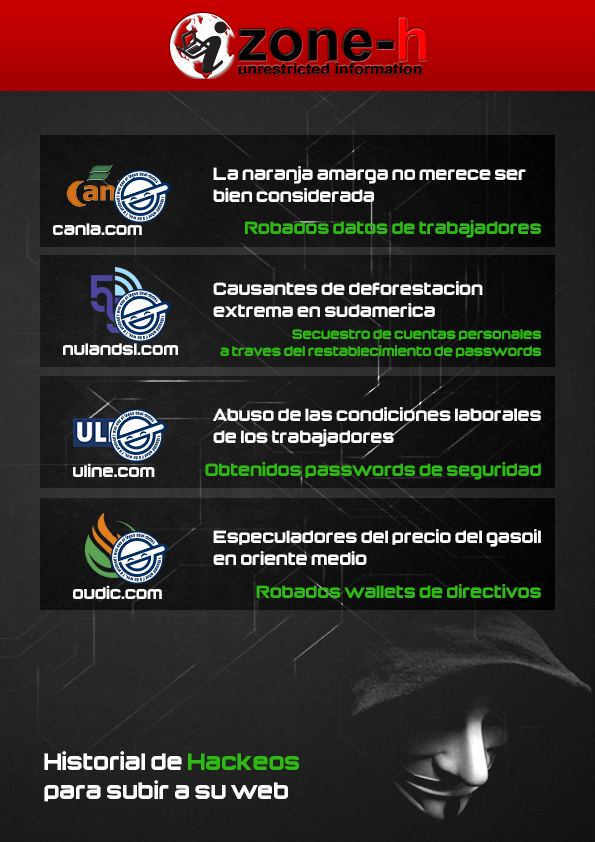 zone-h
unrestricted information
Can
canla.com
La naranja amarga no merece ser
bien considerada
Robados datos de trabajadores
5
nulandsl.com
Causantes de deforestacion
extrema en sudamerica
Secuestro de cuentas personales
a traves del restablecimiento de passwords
ULI
uline.com
Abuso de las condiciones laborales
de los trabajadores
Obtenidos passwords de seguridad
oudic.com
Especuladores del precio del gasoil
en oriente medio
Robados wallets de directivos
Historial de Hackeos
para subir a su web